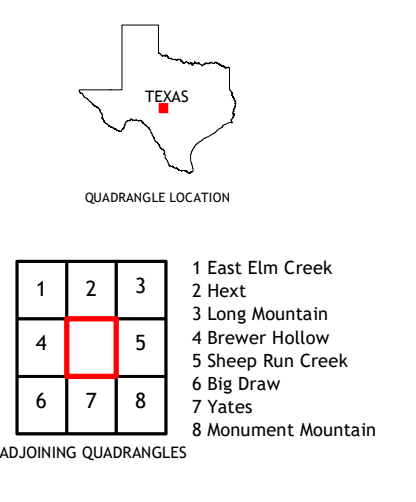 TEXAS
QUADRANGLE LOCATION
1 2 3
4 5
6 7 8
ADJOINING QUADRANGLES
1 East Elm Creek
2 Hext
3 Long Mountain
4 Brewer Hollow
5 Sheep Run Creek
6 Big Draw
7 Yates
8 Monument Mountain